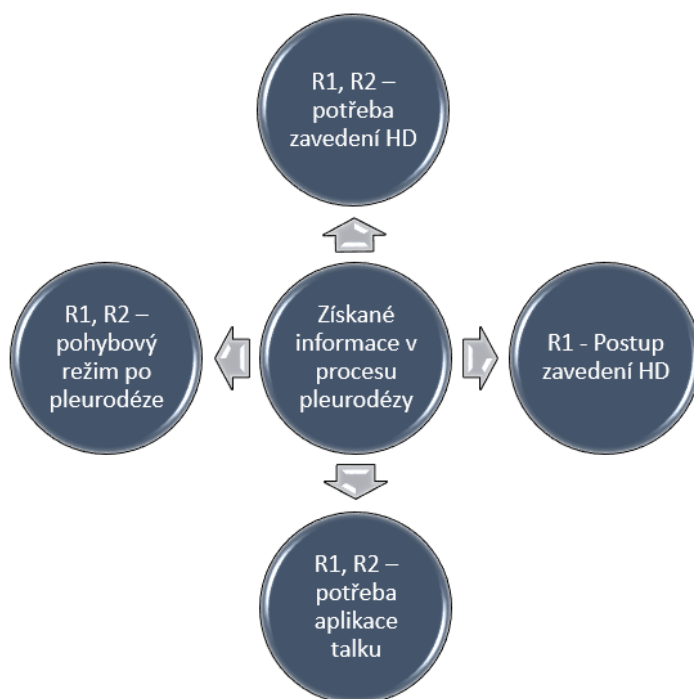 R1, R2 –
potřeba
zavedení HD
R1, R2 –
pohybový
režim po
pleurodéze
Získané
informace v
procesu
pleurodézy
R1 - Postup
zavedení HD
R1, R2 –
potřeba
aplikace
talku